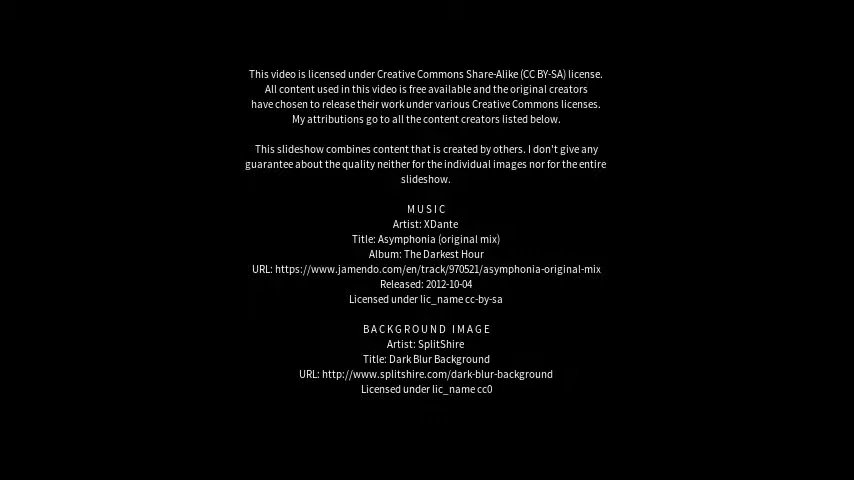 This video is licensed under Creative Commons Share-Alike (CC BY-SA) license.
All content used in this video is free available and the original creators
have chosen to release their work under various Creative Commons licenses.
My attributions go to all the content creators listed below.
This slideshow combines content that is created by others. I don't give any
guarantee about the quality neither for the individual images nor for the entire
slideshow.
MUSIC
Artist: XDante
Title: Asymphonia (original mix)
Album: The Darkest Hour
URL: https://www.jamendo.com/en/track/970521/asymphonia-original-mix
Released: 2012-10-04
Licensed under lic_name cc-by-sa
BACKGROUND IMAGE
Artist: SplitShire
Title: Dark Blur Background
URL: http://www.splitshire.com/dark-blur-background
Licensed under lic_name cc0